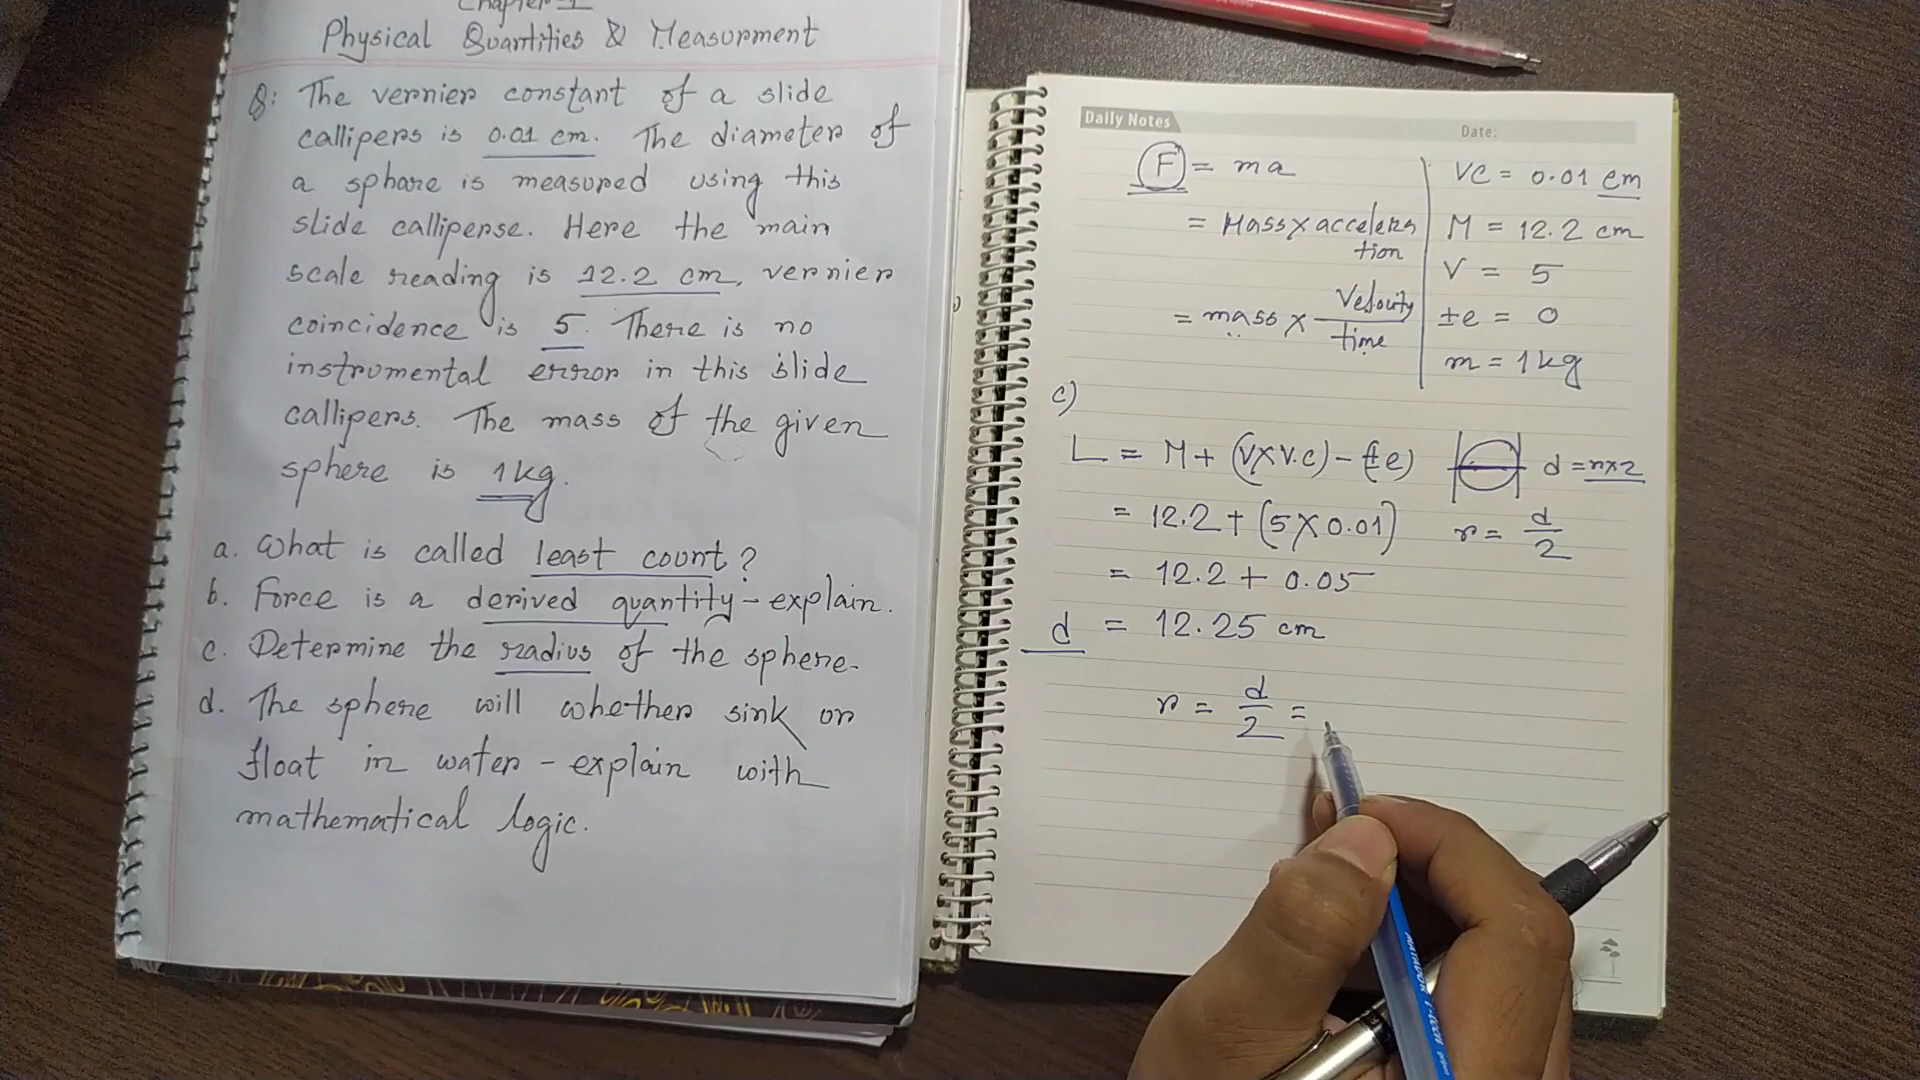 Chapter-1
Physical Quantities & Measurment
Q: The vernier constant of a slide
callipers is 0.01 cm. The diameter of
a sphare is measured using this
slide calliperse. Here the main
scale reading is 12.2 cm, vernier
coincidence is 5. There is no
instrumental error in this slide
callipers. The mass of the given
sphere is 1kg.
a. What is called least count?
b. Force is a derived quantity-explain.
c. Determine the radius of the sphere.
d. The sphere will whether sink or
float in water - explain with
mathematical logic.
Daily Notes
Date:
F = ma
= Mass x accelera
tion
= mass x Velocity
time
VC = 0.01 cm
M = 12.2 cm
V = 5
±e = 0
m = 1kg
c)
L = M + (V x V.C) - (±e)
d = r x 2
= 12.2 + (5 x 0.01)
r = d
2
= 12.2 + 0.05
d = 12.25 cm
r = d
2 =